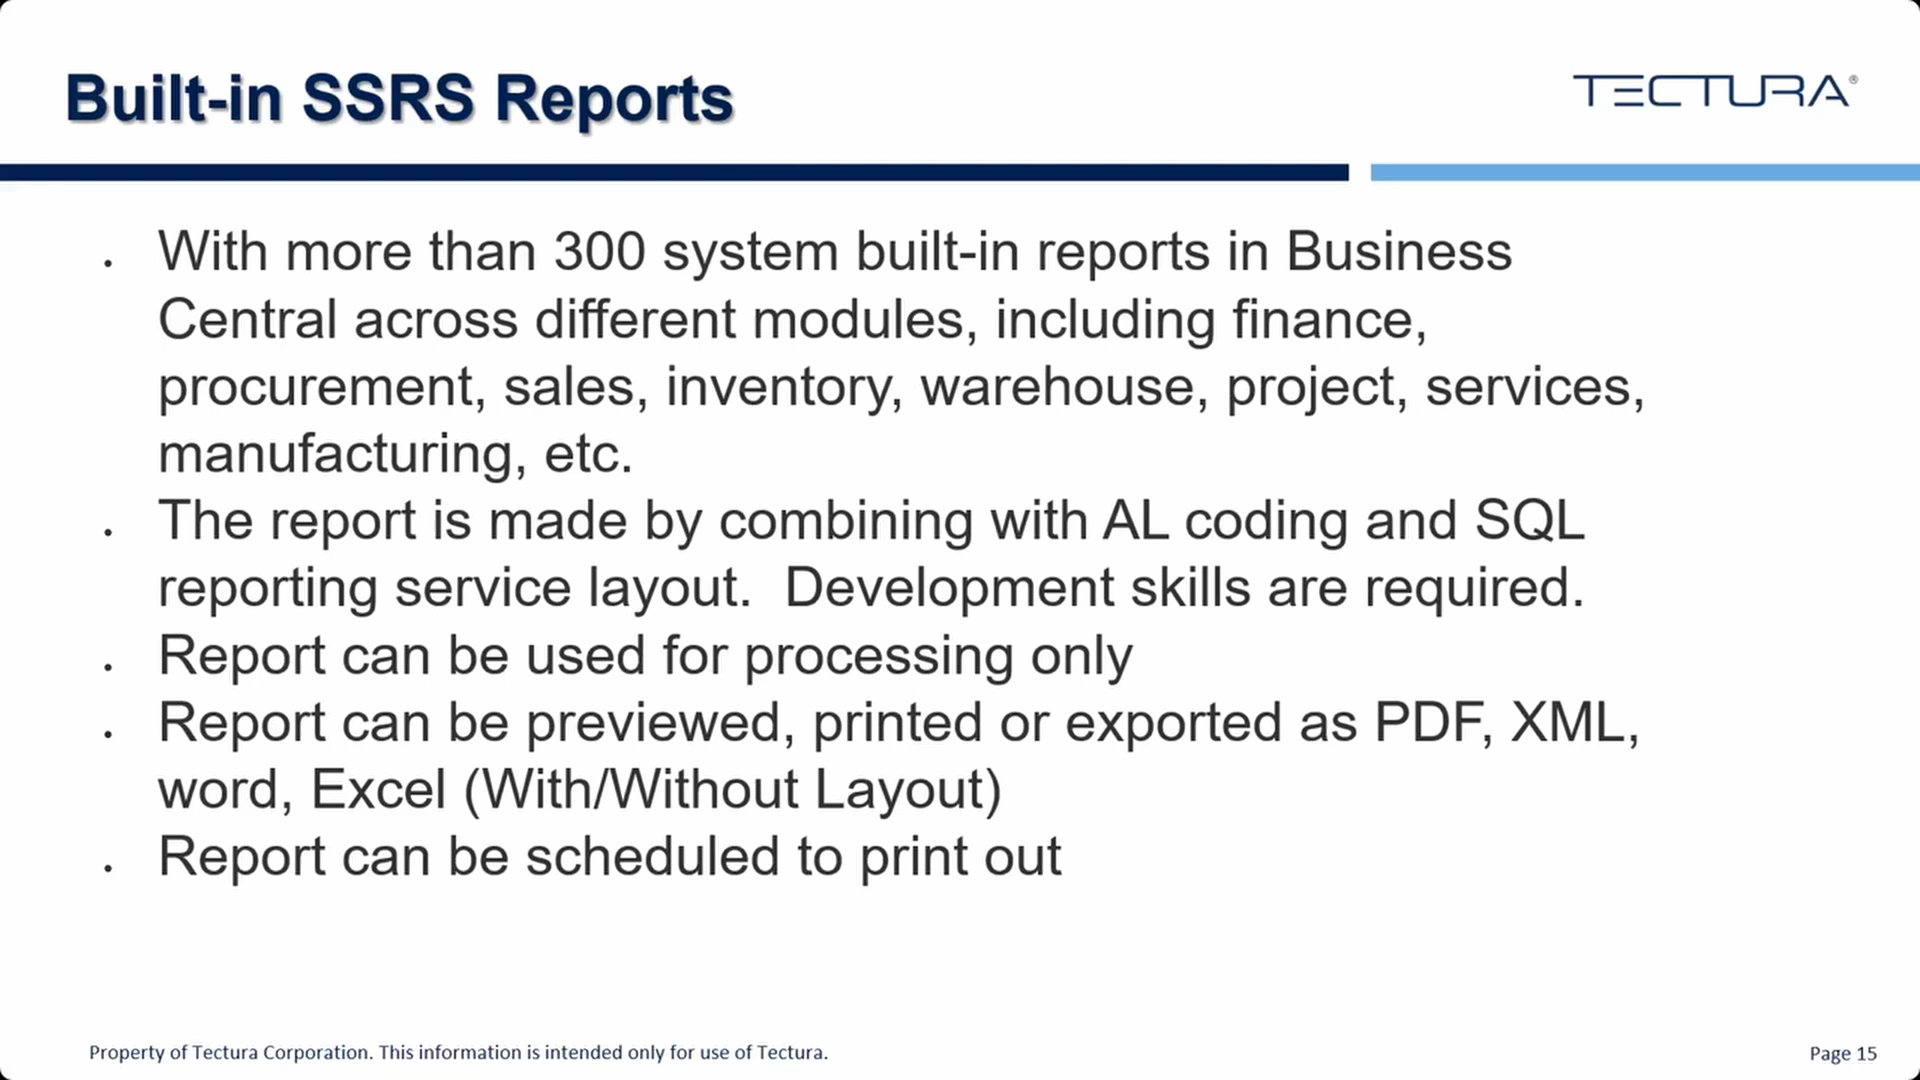 Built-in SSRS Reports
TECTURA®
. With more than 300 system built-in reports in Business
Central across different modules, including finance,
procurement, sales, inventory, warehouse, project, services,
manufacturing, etc.
. The report is made by combining with AL coding and SQL
reporting service layout.  Development skills are required.
. Report can be used for processing only
. Report can be previewed, printed or exported as PDF, XML,
word, Excel (With/Without Layout)
. Report can be scheduled to print out
Property of Tectura Corporation. This information is intended only for use of Tectura.
Page 15